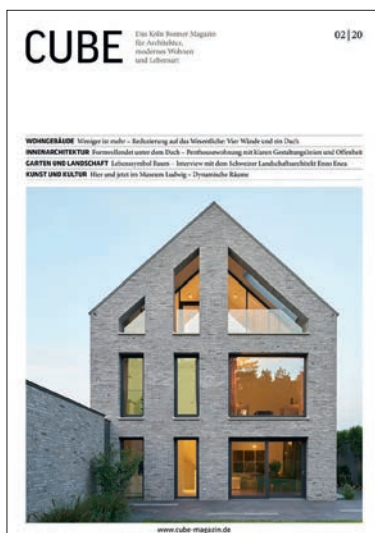 CUBE
Das Köln Bonner Magazin
für Architektur,
modernes Wohnen
und Lebensart
02|20
WOHNGEBÄUDE Weniger ist mehr – Reduzierung auf das Wesentliche: Vier Wände und ein Dach
INNENARCHITEKTUR Formvollendet unter dem Dach – Penthousewohnung mit klaren Gestaltungslinien und Offenheit
GARTEN UND LANDSCHAFT Lebenssymbol Baum – Interview mit dem Schweizer Landschaftsarchitekt Enzo Enea
KUNST UND KULTUR Hier und jetzt im Museum Ludwig – Dynamische Räume
www.cube-magazin.de